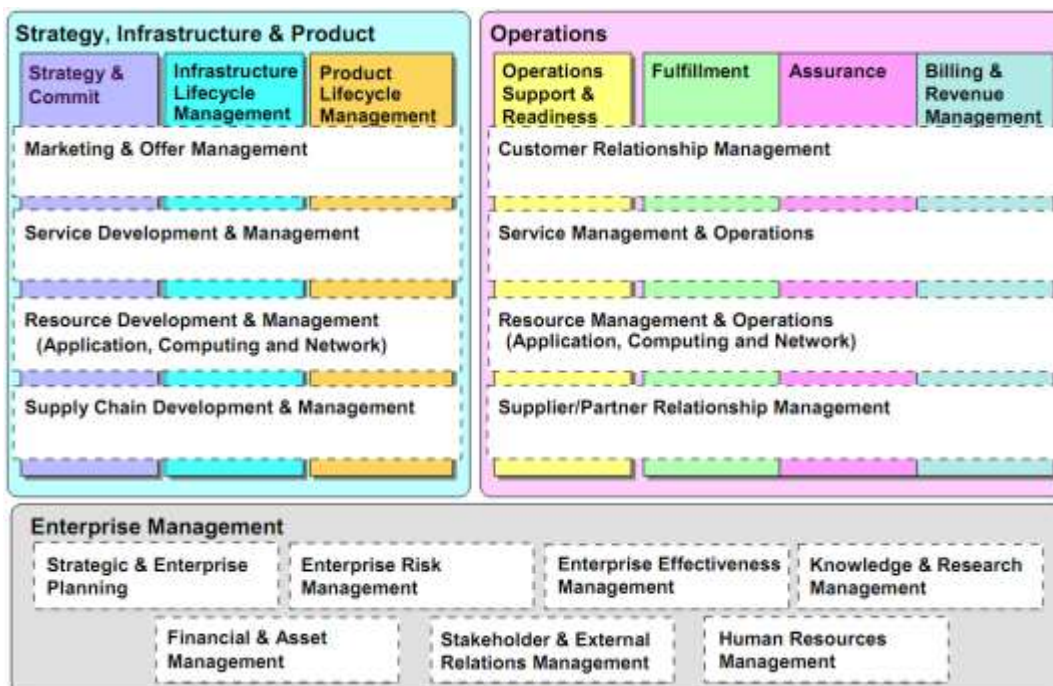 Strategy, Infrastructure & Product
Strategy &
Commit
Infrastructure
Lifecycle
Management
Product
Lifecycle
Management
Marketing & Offer Management
Service Development & Management
Resource Development & Management
(Application, Computing and Network)
Supply Chain Development & Management
Operations
Operations
Support &
Readiness
Fulfillment
Assurance
Billing &
Revenue
Management
Customer Relationship Management
Service Management & Operations
Resource Management & Operations
(Application, Computing and Network)
Supplier/Partner Relationship Management
Enterprise Management
Strategic & Enterprise
Planning
Enterprise Risk
Management
Enterprise Effectiveness
Management
Knowledge & Research
Management
Financial & Asset
Management
Stakeholder & External
Relations Management
Human Resources
Management